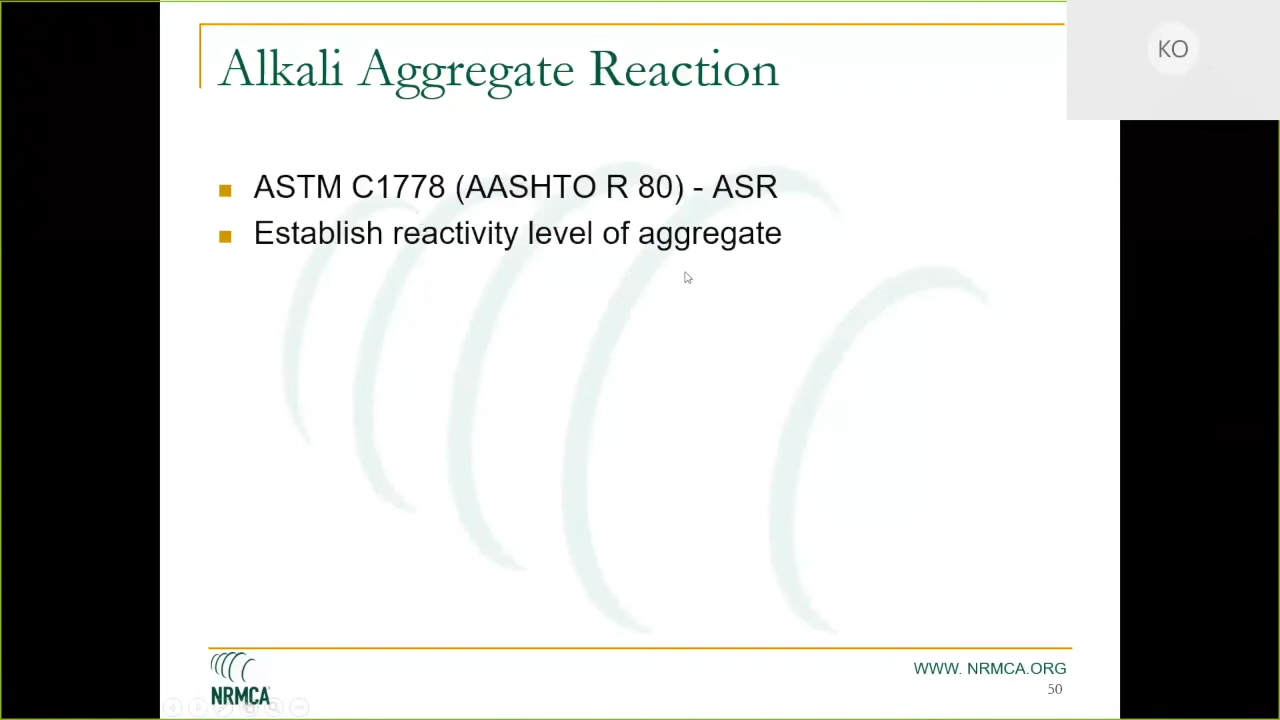 Alkali Aggregate Reaction
KO
ASTM C1778 (AASHTO R 80) - ASR
Establish reactivity level of aggregate
NRMCA
WWW. NRMCA.ORG
50